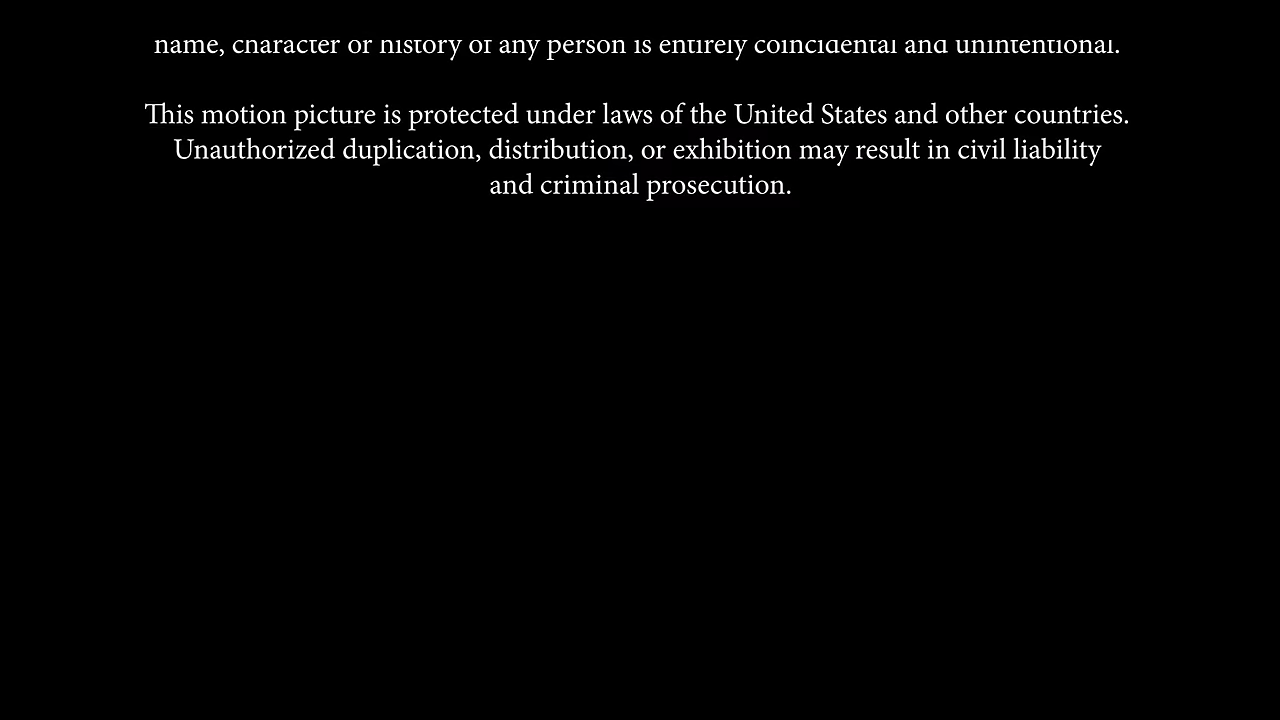 name, character or history of any person is entirely coincidental and unintentional.
This motion picture is protected under laws of the United States and other countries.
Unauthorized duplication, distribution, or exhibition may result in civil liability
and criminal prosecution.